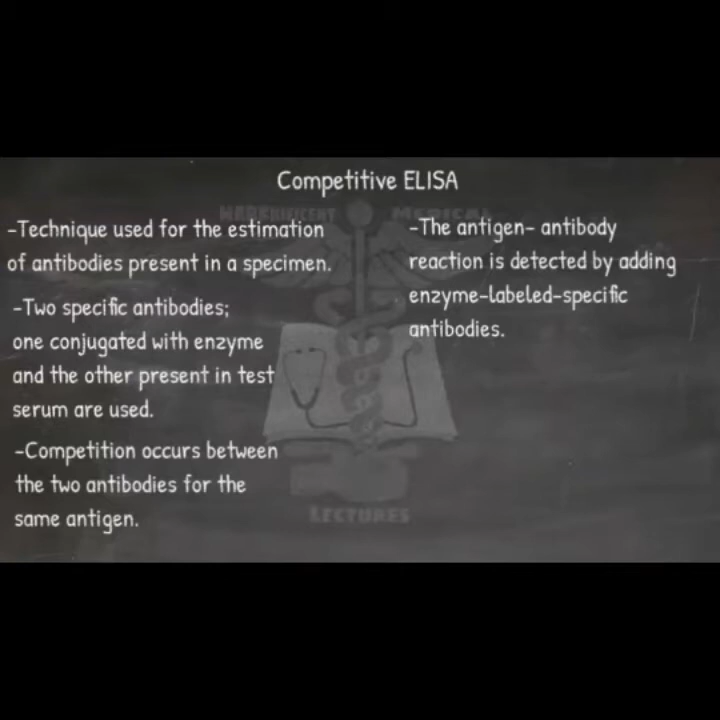 Competitive ELISA
-Technique used for the estimation
of antibodies present in a specimen.
-Two specific antibodies;
one conjugated with enzyme
and the other present in test
serum are used.
-Competition occurs between
the two antibodies for the
same antigen.
-The antigen- antibody
reaction is detected by adding
enzyme-labeled-specific
antibodies.
MEDICAL
LECTURES